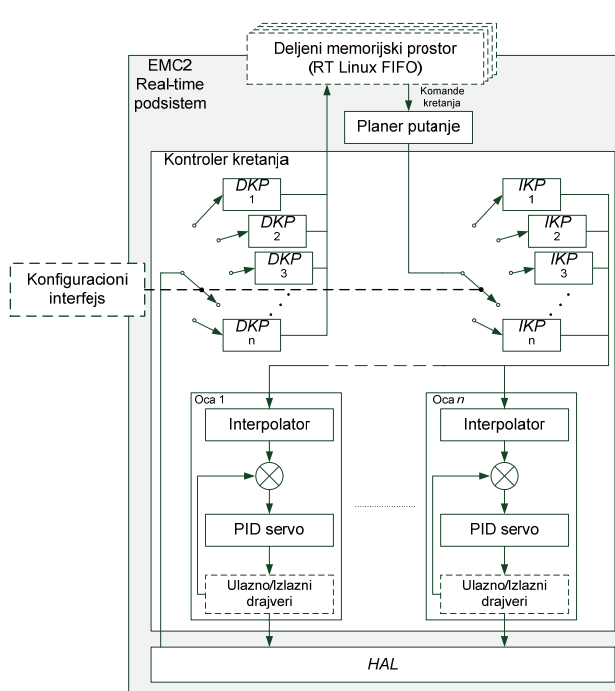 Deljeni memorijski prostor
(RT Linux FIFO)
EMC2
Real-time
podsistem
Komande
kretanja
Planer putanje
Kontroler kretanja
DKP
1
DKP
2
DKP
3
DKP
n
IKP
1
IKP
2
IKP
3
IKP
n
Konfiguracioni
interfejs
Oca 1
Interpolator
PID servo
Ulazno/Izlazni
drajveri
Oca n
Interpolator
PID servo
Ulazno/Izlazni
drajveri
HAL